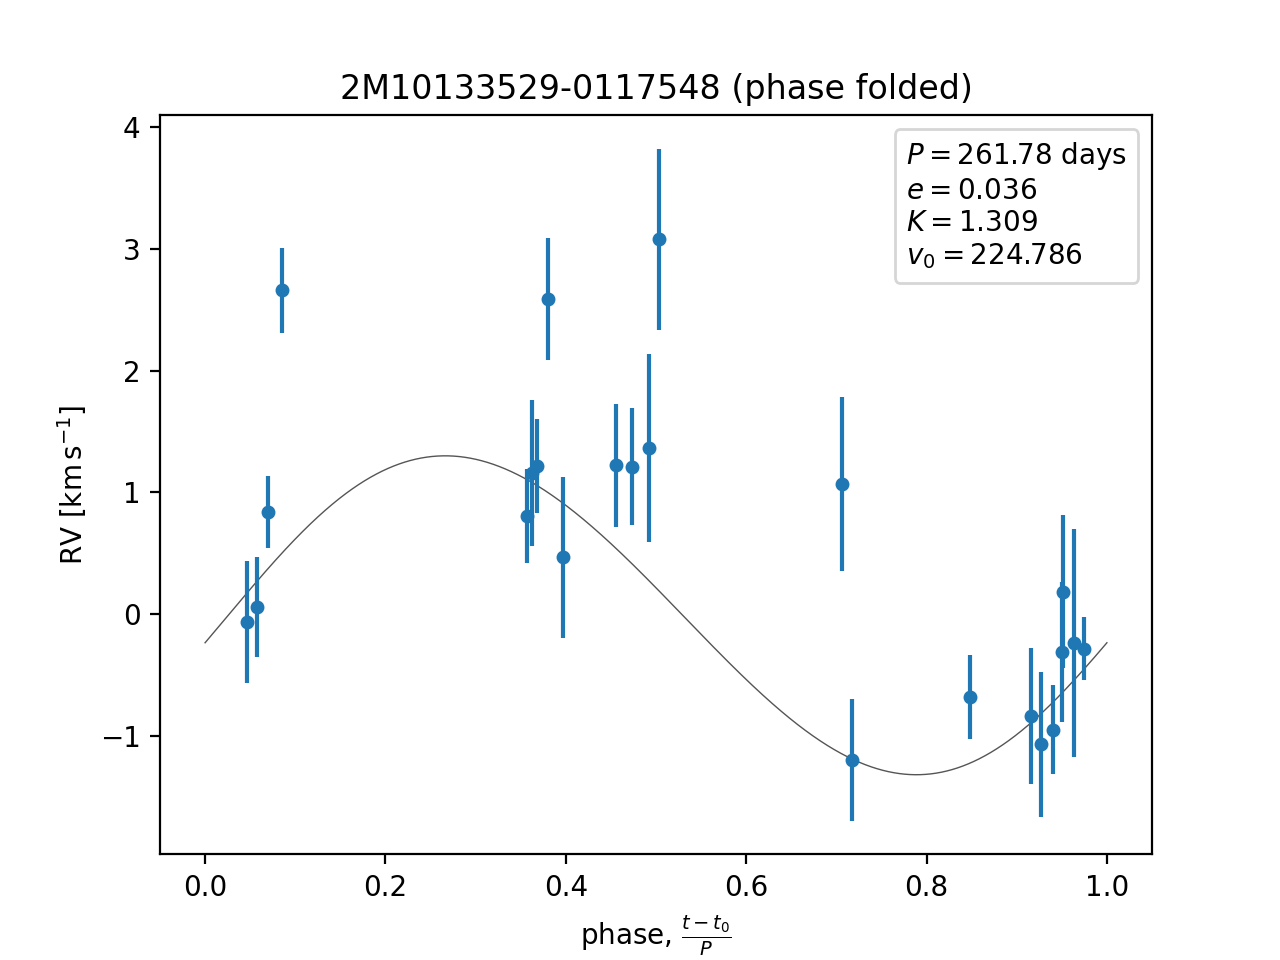 2M10133529-0117548 (phase folded)
P = 261.78 days
e = 0.036
K = 1.309
v₀ = 224.786
4
3
2
1
0
−1
RV [km s⁻¹]
0.0 0.2 0.4 0.6 0.8 1.0
phase, (t − t₀)/P